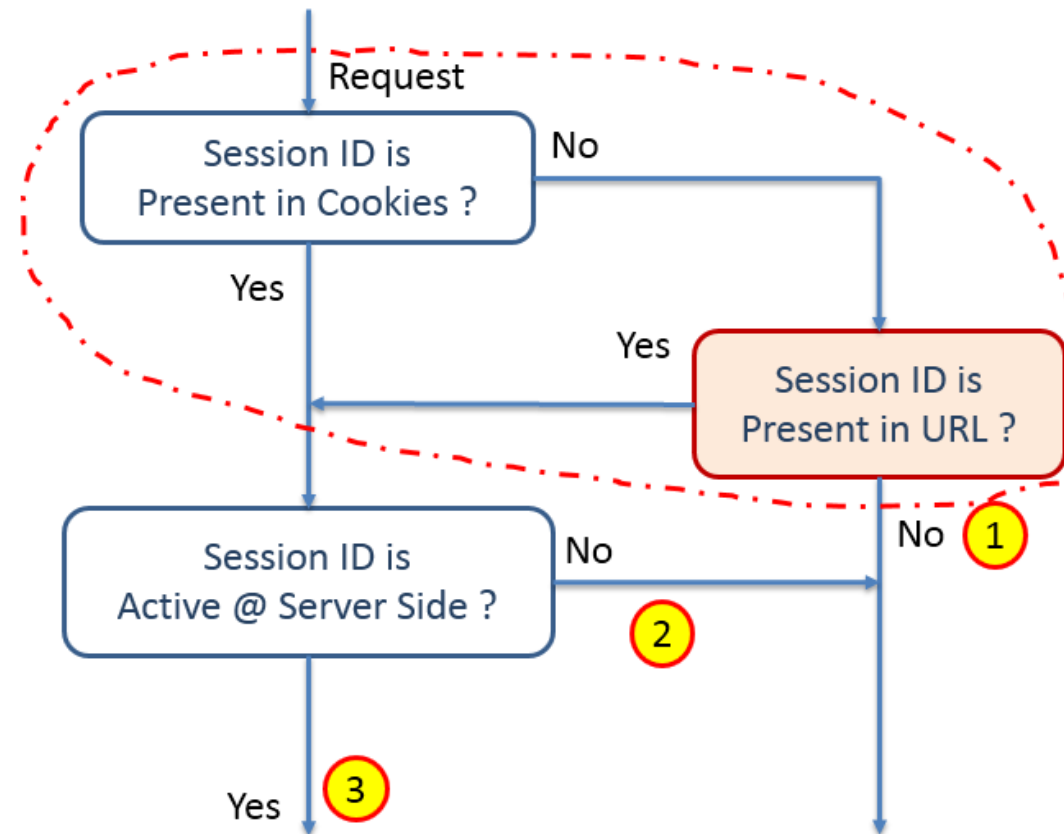 Request
Session ID is
Present in Cookies ?
No
Yes
Yes
Session ID is
Present in URL ?
No
1
Session ID is
Active @ Server Side ?
No
2
3
Yes